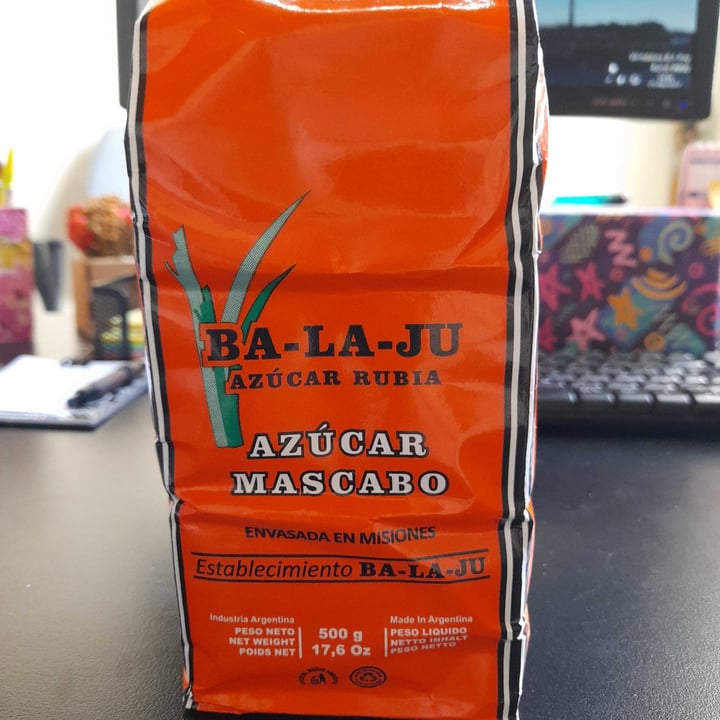 BA-LA-JU
AZÚCAR RUBIA
AZÚCAR
MASCABO
ENVASADA EN MISIONES
Establecimiento BA-LA-JU
Industria Argentina
PESO NETO
NET WEIGHT
POIDS NET
500 g
17,6 Oz
Made In Argentina
PESO LIQUIDO
NETTO INHALT
PESO NETTO